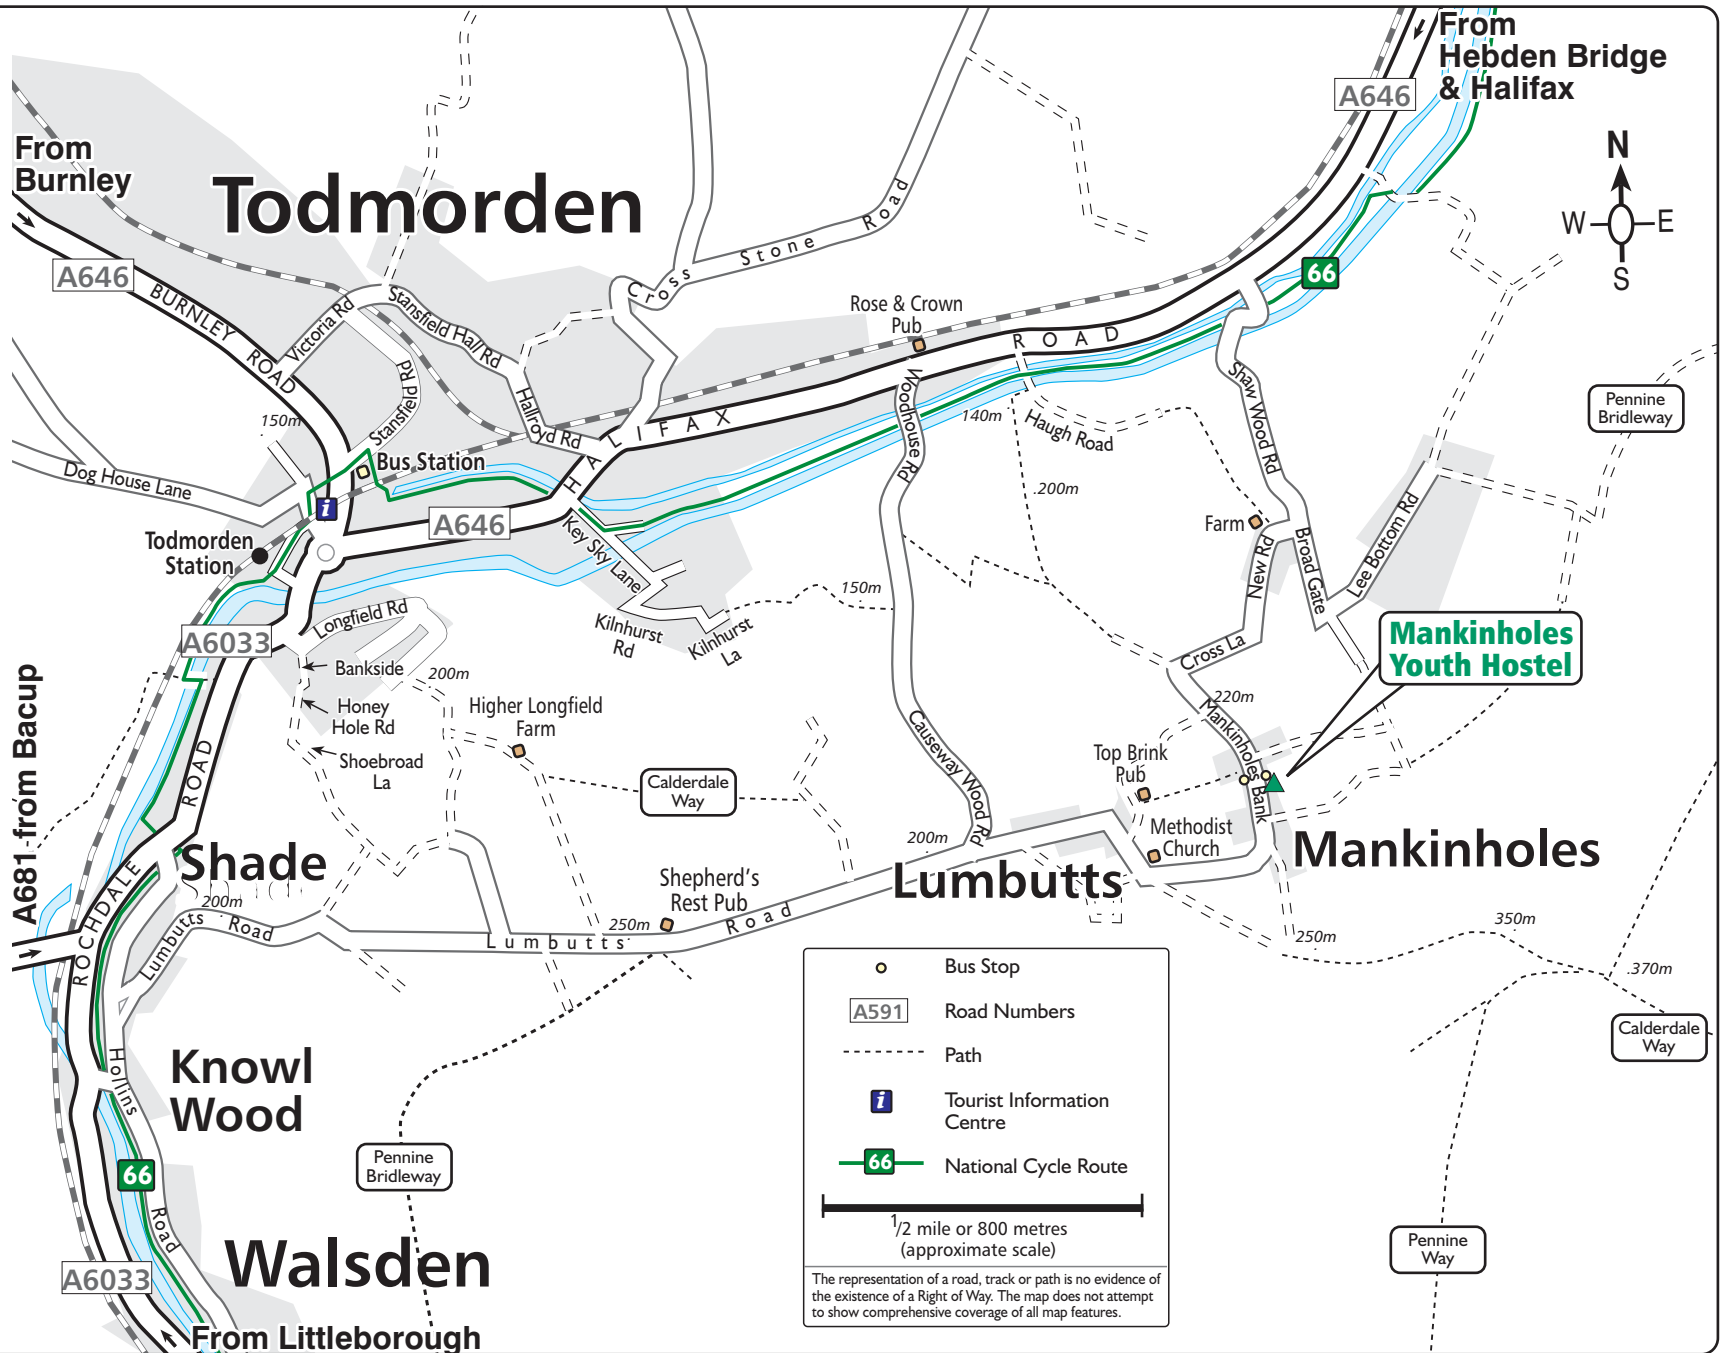 From
Hebden Bridge
& Halifax
A646
From
Burnley
Todmorden
N
W
E
S
A646
BURNLEY ROAD
Victoria Rd
Stansfield Hall Rd
Stansfield Rd
Hallroyd Rd
Cross Stone Road
66
Rose & Crown
Pub
HALIFAX ROAD
Woodhouse Rd
140m
Haugh Road
.200m
Shaw Wood Rd
Pennine
Bridleway
150m
Dog House Lane
Bus Station
i
A646
Todmorden
Station
Key Sky Lane
Kilnhurst
Rd
Kilnhurst
La
150m
Farm
New Rd
Broad Gate
Lee Bottom Rd
Cross La
Mankinholes
Youth Hostel
A6033
Longfield Rd
Bankside
200m
Honey
Hole Rd
Shoebroad
La
Higher Longfield
Farm
Calderdale
Way
Causeway Wood Rd
220m
Mankinholes Bank
Top Brink
Pub
Methodist
Church
Mankinholes
A681 from Bacup
ROCHDALE ROAD
Shade
200m
Lumbutts Road
Shepherd's
Rest Pub
250m
Lumbutts Road
200m
Lumbutts
250m
350m
.370m
Calderdale
Way
Hollins Road
Knowl
Wood
66
Pennine
Bridleway
Walsden
A6033
From Littleborough
Pennine
Way
Bus Stop
A591
Road Numbers
Path
i
Tourist Information
Centre
66
National Cycle Route
1/2 mile or 800 metres
(approximate scale)
The representation of a road, track or path is no evidence of
the existence of a Right of Way. The map does not attempt
to show comprehensive coverage of all map features.